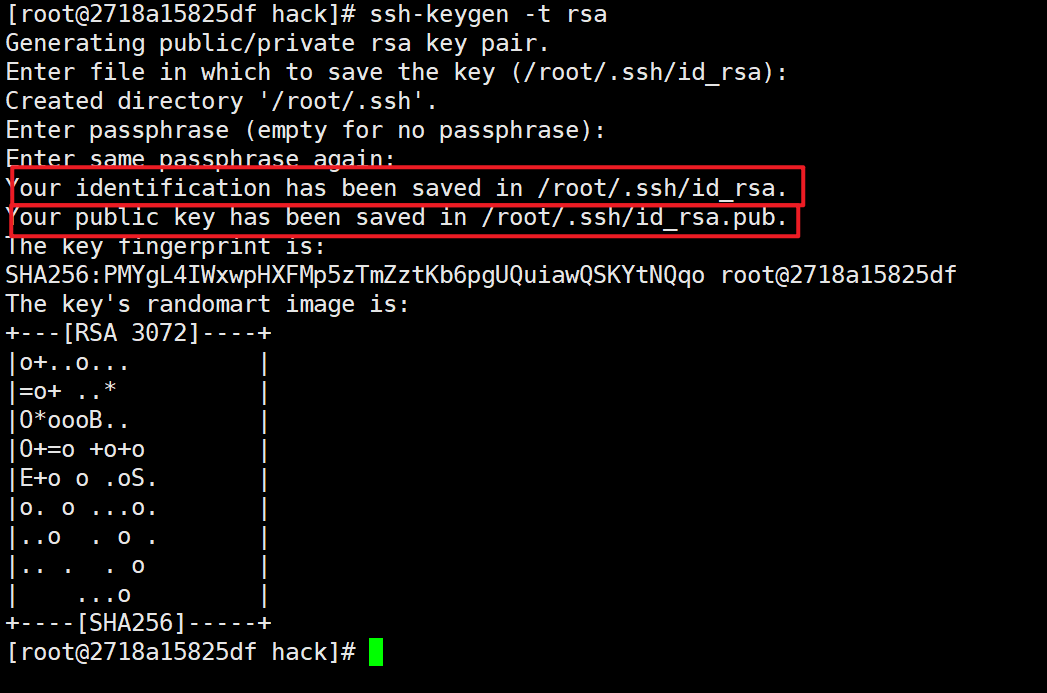 [root@2718a15825df hack]# ssh-keygen -t rsa
Generating public/private rsa key pair.
Enter file in which to save the key (/root/.ssh/id_rsa):
Created directory '/root/.ssh'.
Enter passphrase (empty for no passphrase):
Enter same passphrase again:
Your identification has been saved in /root/.ssh/id_rsa.
Your public key has been saved in /root/.ssh/id_rsa.pub.
The key fingerprint is:
SHA256:PMYgL4IWxwpHXFMp5zTmZztKb6pgUQuiawQSKYtNQqo root@2718a15825df
The key's randomart image is:
+---[RSA 3072]----+
|o+..o...         |
|=o+ ..*          |
|O*oooB..         |
|O+=o +o+o        |
|E+o o .oS.       |
|o. o ...o.       |
|..o  . o .       |
|.. .  . o        |
|    ...o         |
+----[SHA256]-----+
[root@2718a15825df hack]#